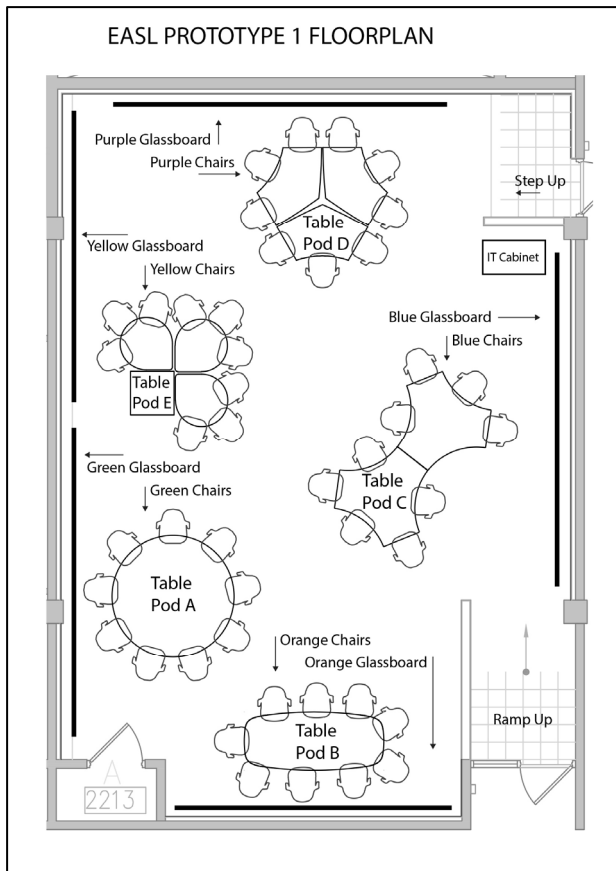 EASL PROTOTYPE 1 FLOORPLAN
Purple Glassboard
Purple Chairs
Step Up
Table
Pod D
Yellow Glassboard
Yellow Chairs
IT Cabinet
Blue Glassboard
Blue Chairs
Table
Pod E
Green Glassboard
Green Chairs
Table
Pod C
Table
Pod A
Orange Chairs
Orange Glassboard
Ramp Up
Table
Pod B
A
2213